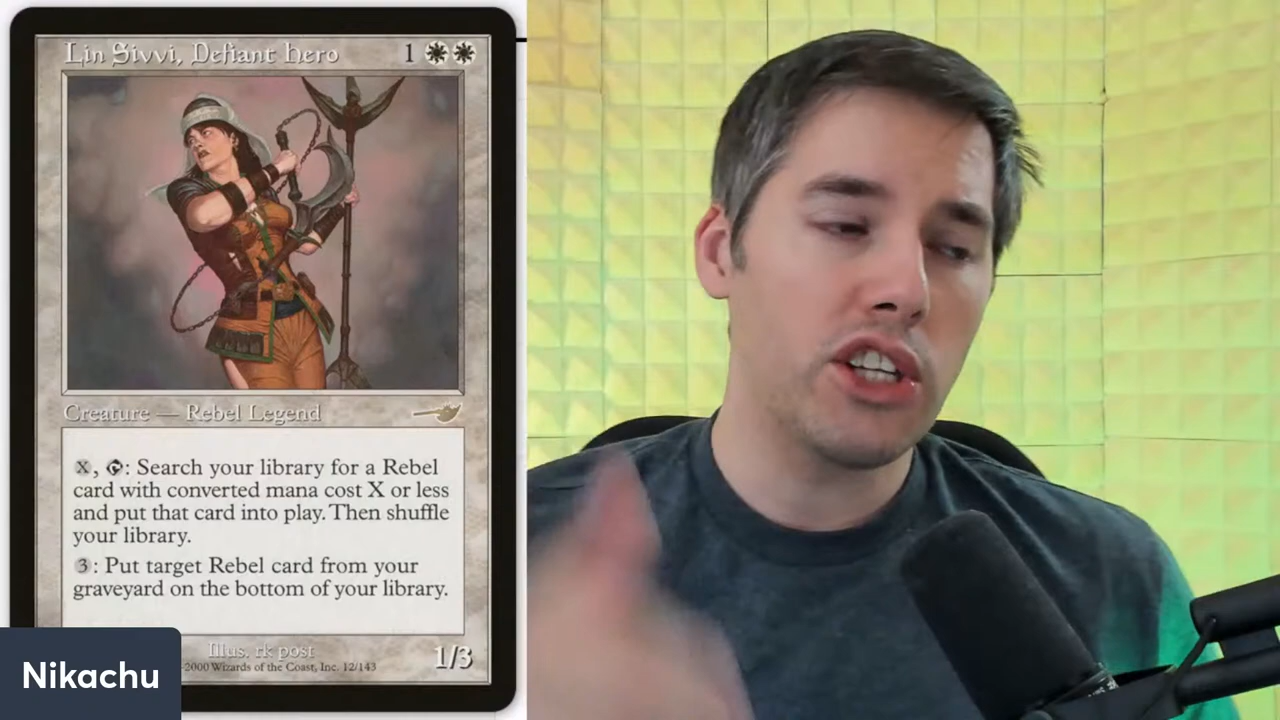 Lin Sivvi, Defiant Hero 1
Creature — Rebel Legend
X, : Search your library for a Rebel
card with converted mana cost X or less
and put that card into play. Then shuffle
your library.
3: Put target Rebel card from your
graveyard on the bottom of your library.
Illus. rk post
2000 Wizards of the Coast, Inc. 12/143
1/3
Nikachu